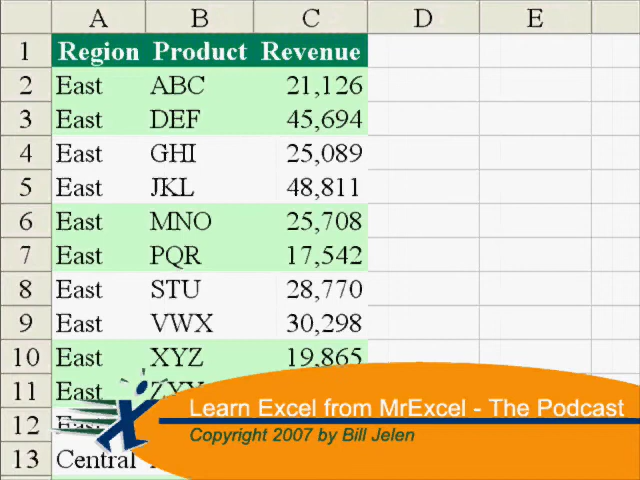 A B C D E
1 Region Product Revenue
2 East ABC 21,126
3 East DEF 45,694
4 East GHI 25,089
5 East JKL 48,811
6 East MNO 25,708
7 East PQR 17,542
8 East STU 28,770
9 East VWX 30,298
10 East XYZ 19,865
11 East
12 East
13 Central
Learn Excel from MrExcel - The Podcast
Copyright 2007 by Bill Jelen